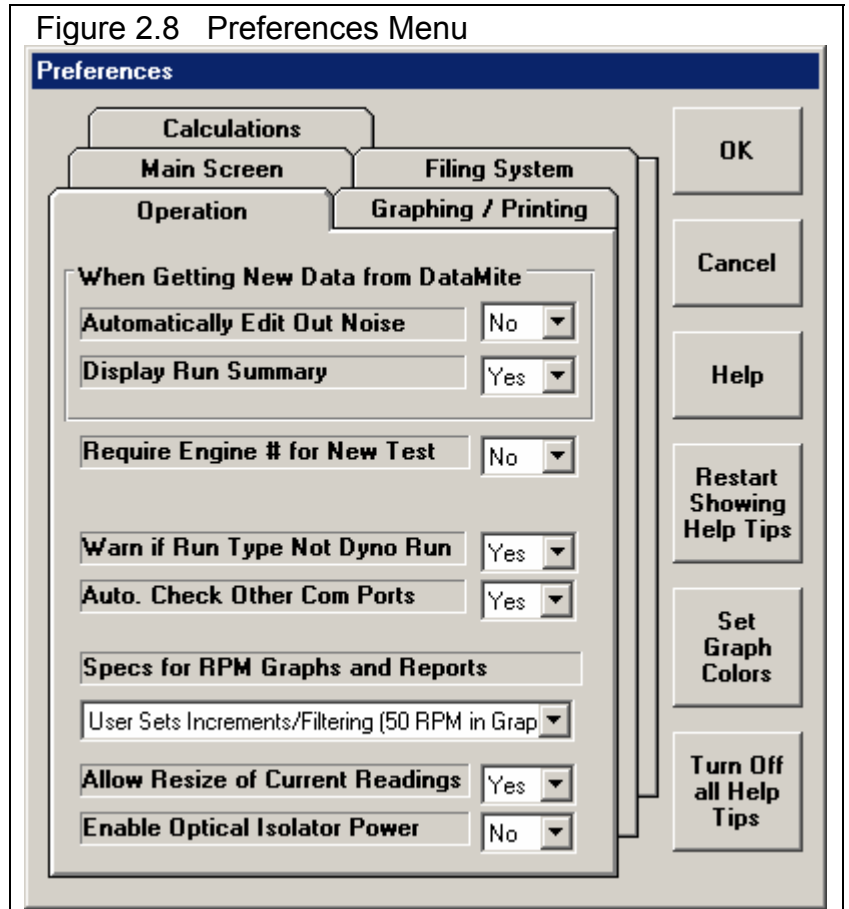 Figure 2.8 Preferences Menu
Preferences
Calculations
Main Screen
Filing System
Operation
Graphing / Printing
When Getting New Data from DataMite
Automatically Edit Out Noise No
Display Run Summary Yes
Require Engine # for New Test No
Warn if Run Type Not Dyno Run Yes
Auto. Check Other Com Ports Yes
Specs for RPM Graphs and Reports
User Sets Increments/Filtering (50 RPM in Grap
Allow Resize of Current Readings Yes
Enable Optical Isolator Power No
OK
Cancel
Help
Restart
Showing
Help Tips
Set
Graph
Colors
Turn Off
all Help
Tips